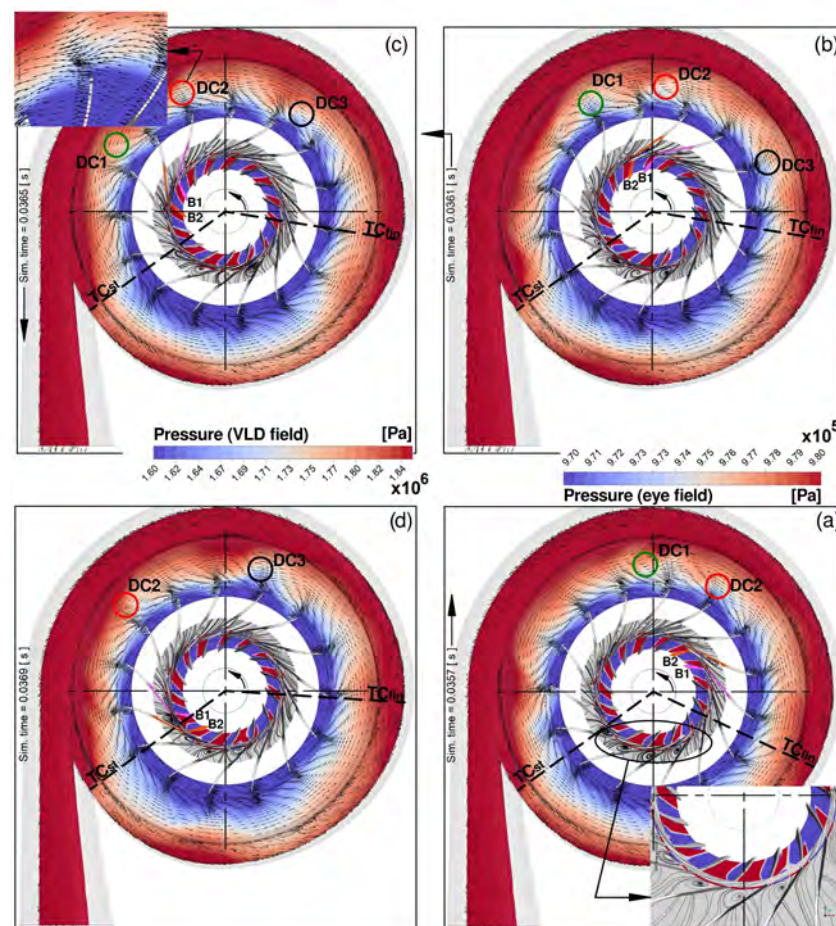 (c)
DC2
DC3
DC1
B1
B2
TCst
TCfin
Sim. time = 0.0365 [ s ]
(b)
DC1
DC2
DC3
B2
B1
TCst
TCfin
Sim. time = 0.0361 [ s ]
Pressure (VLD field) [Pa]
1.60 1.62 1.64 1.67 1.69 1.71 1.73 1.75 1.77 1.80 1.82 1.84
x10⁶
x10⁵
9.70 9.71 9.72 9.73 9.73 9.74 9.75 9.76 9.77 9.78 9.79 9.80
Pressure (eye field) [Pa]
(d)
DC3
DC2
B1
B2
TCst
TCfin
Sim. time = 0.0369 [ s ]
(a)
DC1
DC2
B2
B1
TCst
TCfin
Sim. time = 0.0357 [ s ]